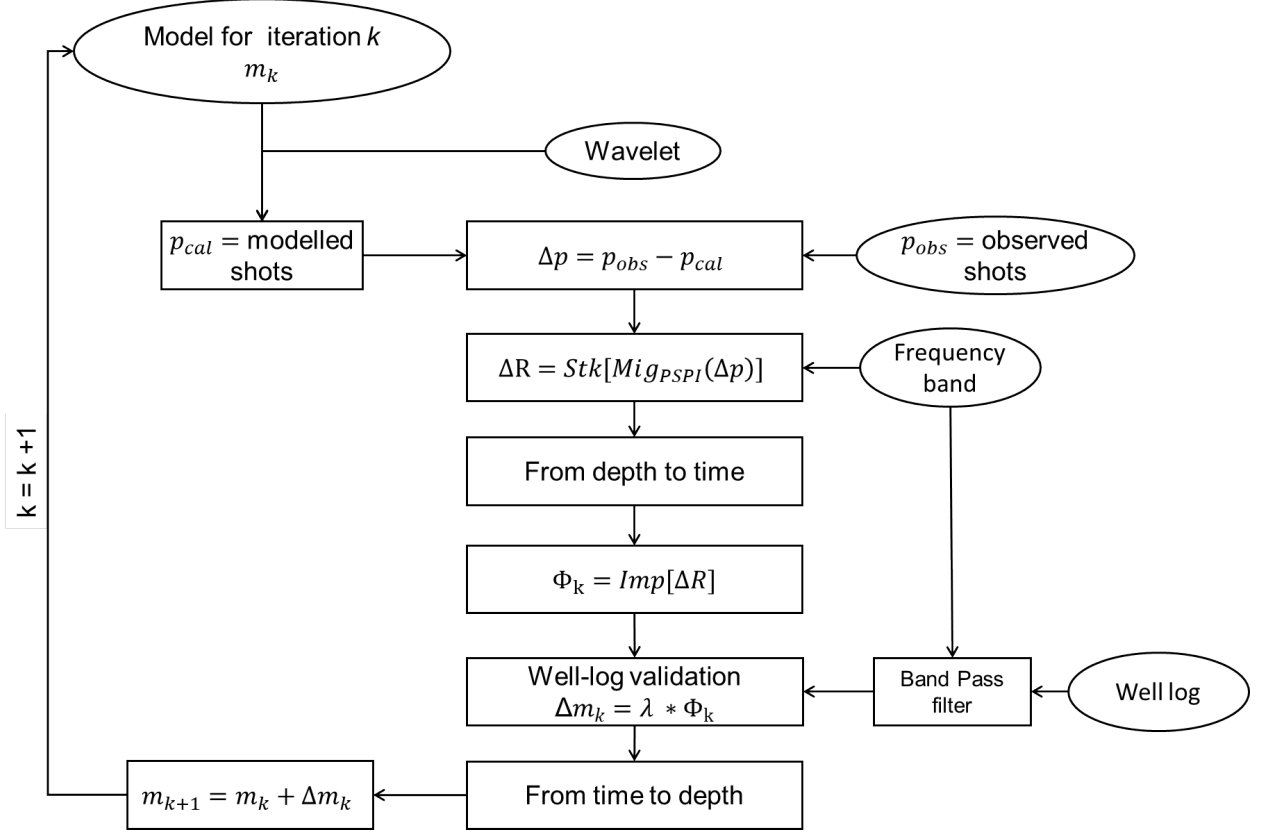 Model for iteration k
m_k
Wavelet
p_cal = modelled
shots
Δp = p_obs − p_cal
p_obs = observed
shots
ΔR = Stk[Mig_PSPI(Δp)]
Frequency
band
k = k +1
From depth to time
Φ_k = Imp[ΔR]
Well-log validation
Δm_k = λ * Φ_k
Band Pass
filter
Well log
m_{k+1} = m_k + Δm_k
From time to depth